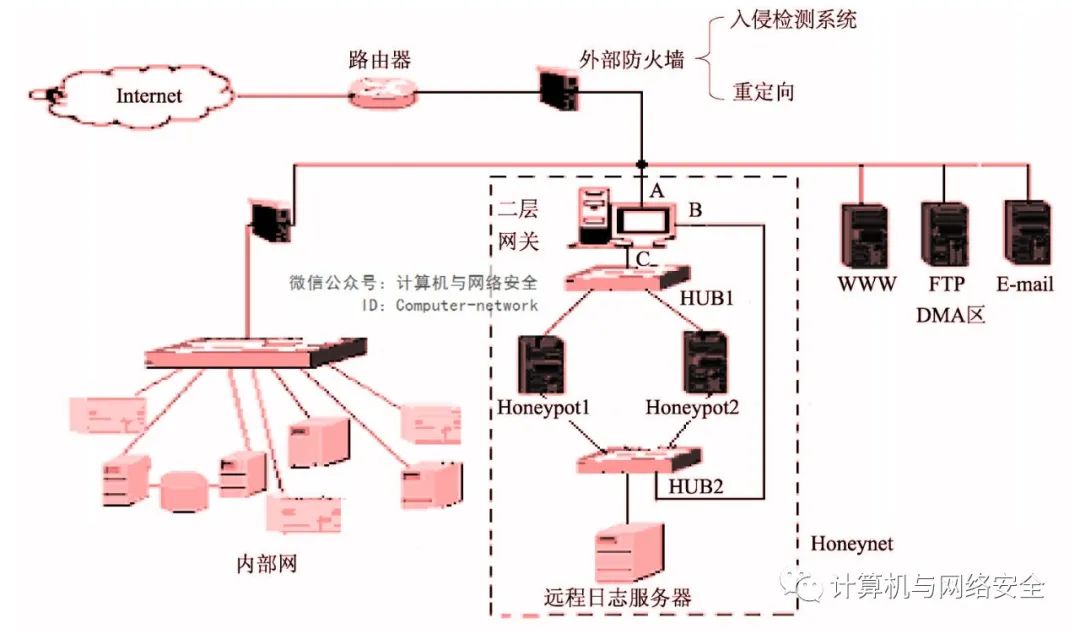 入侵检测系统
路由器
外部防火墙
重定向
Internet
A
二层
网关
B
C
微信公众号：计算机与网络安全
ID：Computer-network
HUB1
WWW
FTP
E-mail
DMA区
Honeypot1
Honeypot2
HUB2
内部网
Honeynet
远程日志服务器
计算机与网络安全